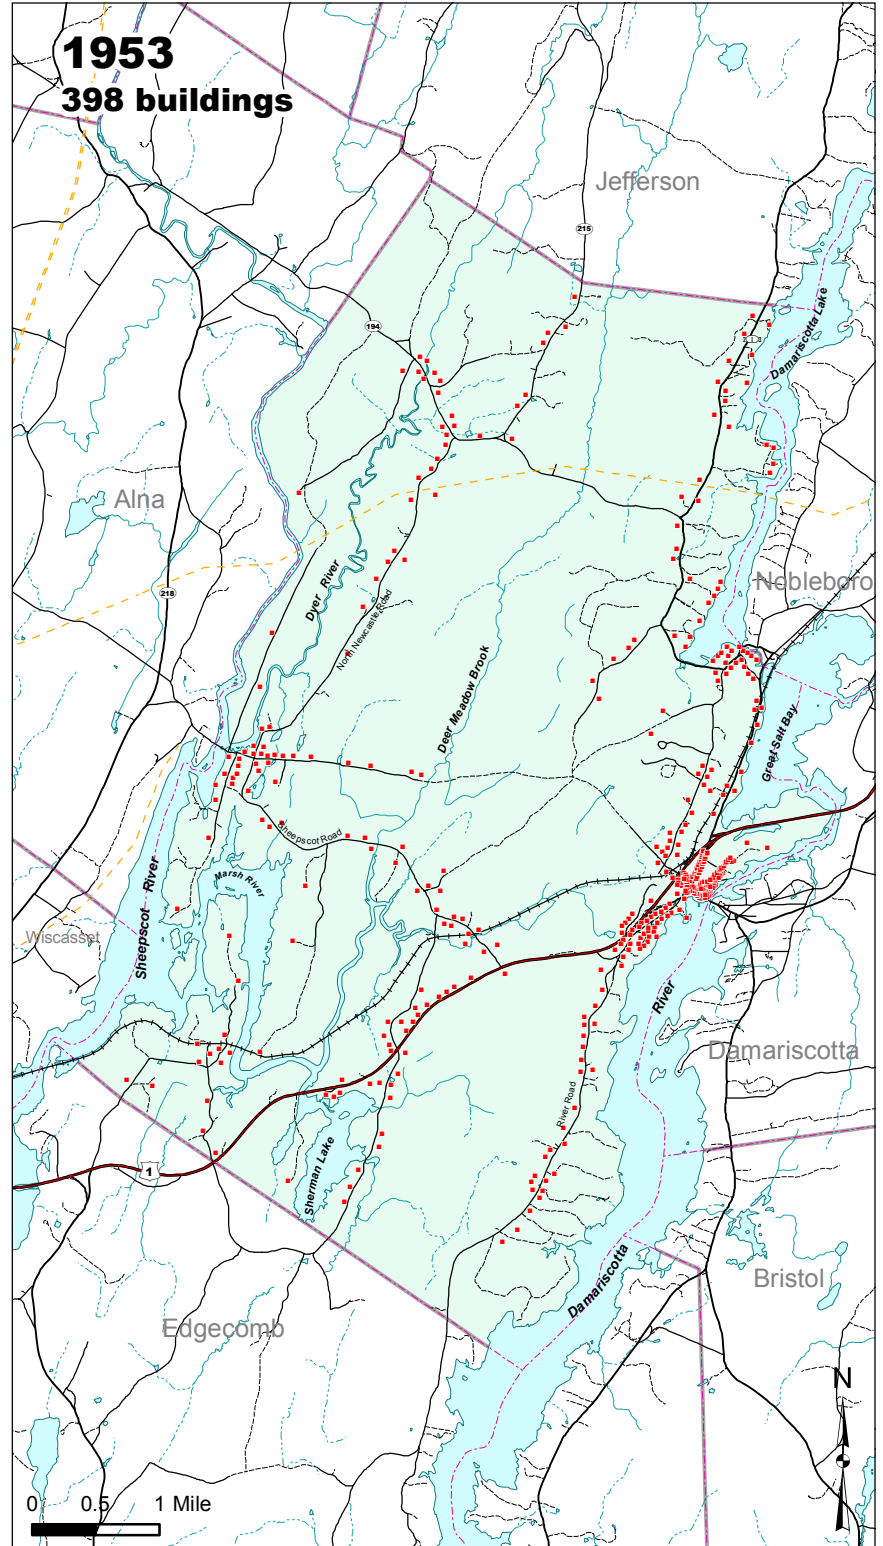 1953
398 buildings
Jefferson
215
Damariscotta Lake
194
Alna
Dyer River
218
North Newcastle Road
Nobleboro
Deer Meadow Brook
Great Salt Bay
Sheepscot Road
Marsh River
Sheepscot River
Wiscasset
River
Damariscotta
River Road
1
Sherman Lake
Damariscotta
Bristol
Edgecomb
N
0 0.5 1 Mile